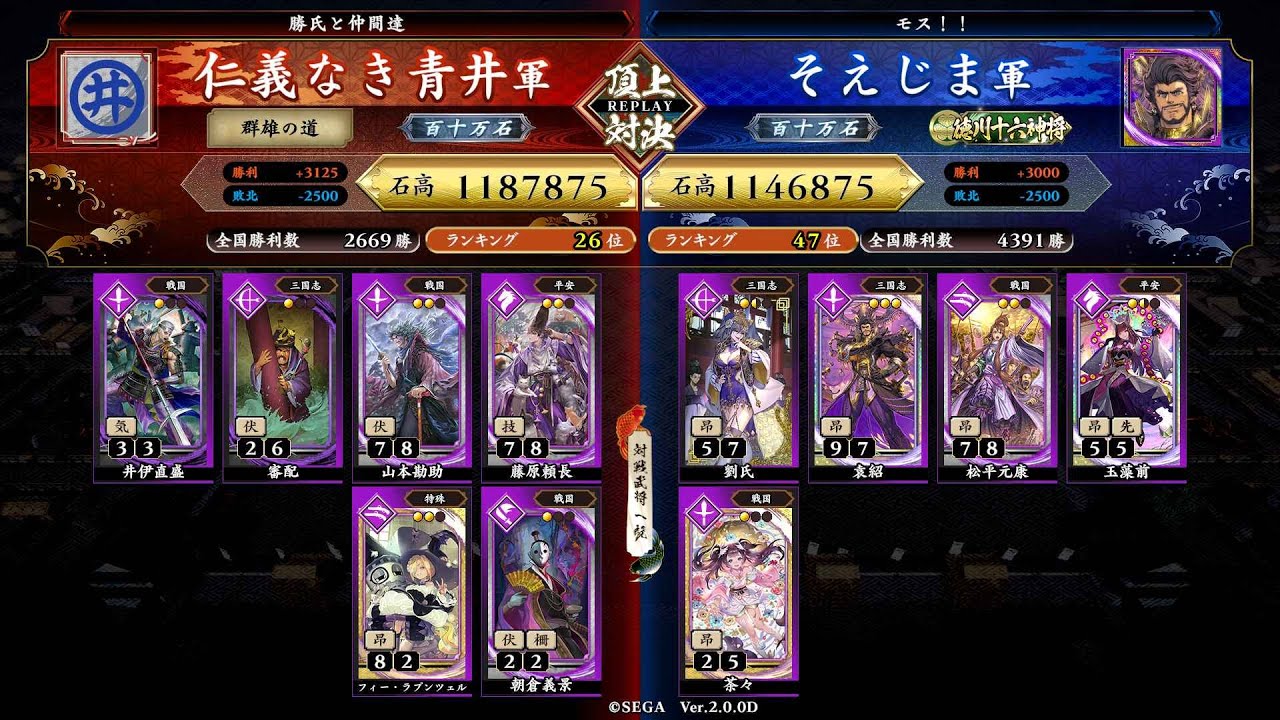 勝氏と仲間達
モス！！
仁義なき青井軍
頂上
REPLAY
対決
そえじま軍
井
群雄の道
百十万石
百十万石
徳川十六神将
勝利 +3125
敗北 -2500
石高 1187875
石高 1146875
勝利 +3000
敗北 -2500
全国勝利数 2669勝
ランキング 26位
ランキング 47位
全国勝利数 4391勝
戦国
三国志
戦国
平安
三国志
三国志
戦国
平安
気
伏
伏
技
昂
昂
昂
昂 先
3 3
2 6
7 8
7 8
5 7
9 7
7 8
5 5
井伊直盛
審配
山本勘助
藤原頼長
劉氏
袁紹
松平元康
玉藻前
対戦武将一覧
特殊
戦国
戦国
昂
伏 柵
昂
8 2
2 2
2 5
フィー・ラプンツェル
朝倉義景
茶々
©SEGA Ver.2.0.0D